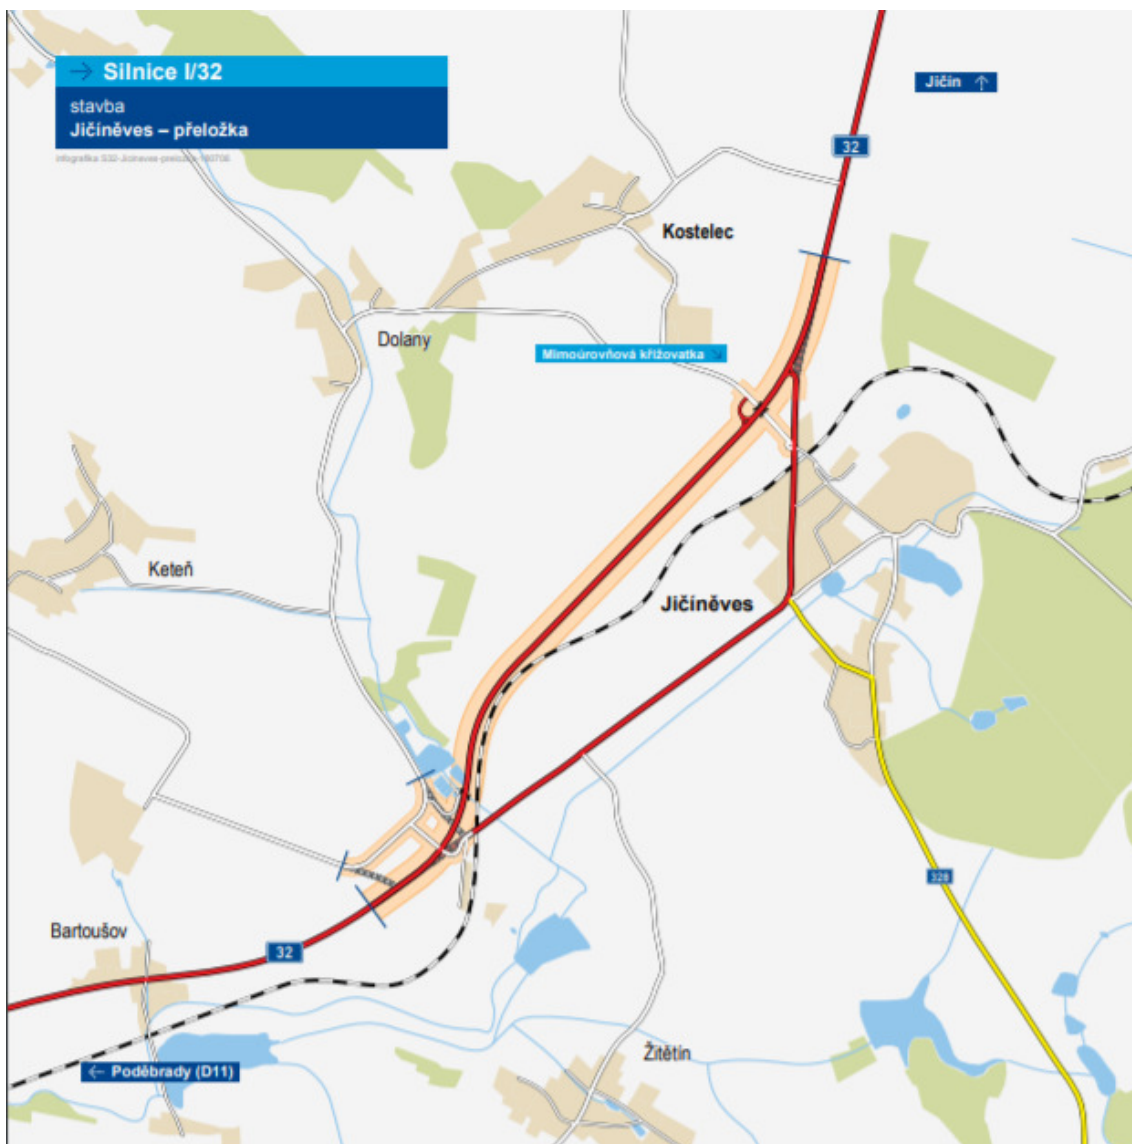 → Silnice I/32
stavba
Jičíněves – přeložka
Jičín ↑
32
Kostelec
Dolany
Mimoúrovňová křižovatka ↘
Keteň
Jičíněves
328
Bartoušov
32
Žitětín
← Poděbrady (D11)